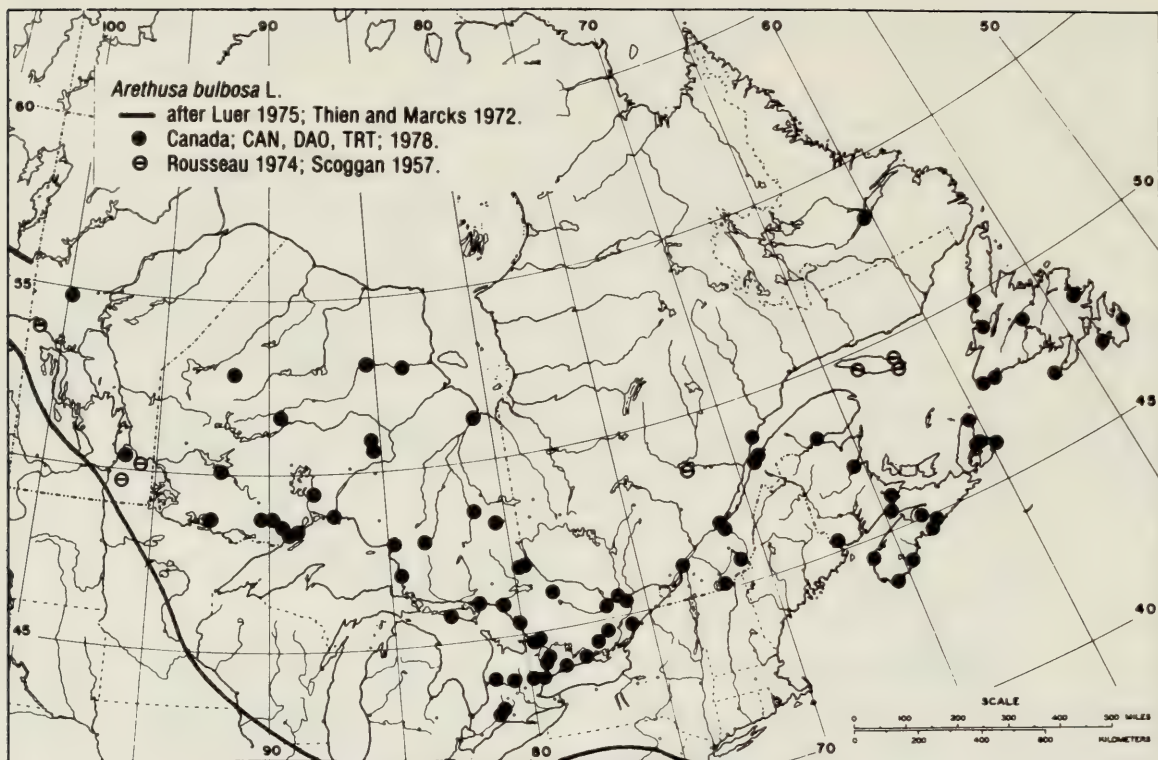 100 90 80 70 60 50
Arethusa bulbosa L.
after Luer 1975; Thien and Marcks 1972.
Canada; CAN, DAO, TRT; 1978.
Rousseau 1974; Scoggan 1957.
60
50
55
45
45
40
SCALE
0 100 200 300 400 500 MILES
0 200 400 600 KILOMETERS
90 80 70